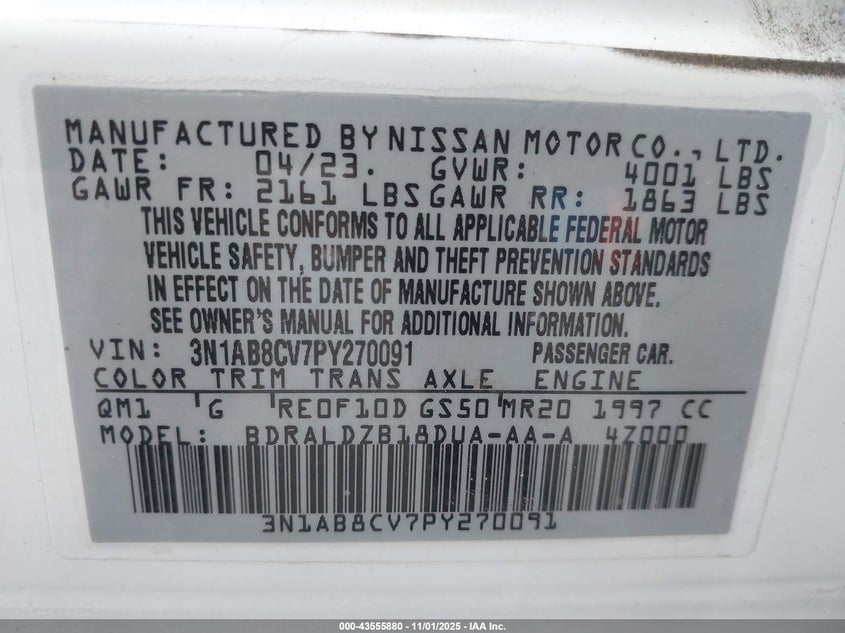 MANUFACTURED BY NISSAN MOTOR CO., LTD.
DATE: 04/23. GVWR: 4001 LBS
GAWR FR: 2161 LBS GAWR RR: 1863 LBS
THIS VEHICLE CONFORMS TO ALL APPLICABLE FEDERAL MOTOR
VEHICLE SAFETY, BUMPER AND THEFT PREVENTION STANDARDS
IN EFFECT ON THE DATE OF MANUFACTURE SHOWN ABOVE.
SEE OWNER'S MANUAL FOR ADDITIONAL INFORMATION.
VIN: 3N1AB8CV7PY270091 PASSENGER CAR.
COLOR TRIM TRANS AXLE ENGINE
QM1 G RE0F10D GS50 MR20 1997 CC
MODEL: BDRALDZB18DUA-AA-A 4Z000
3N1AB8CV7PY270091
000-43555880 - 11/01/2025 - IAA Inc.